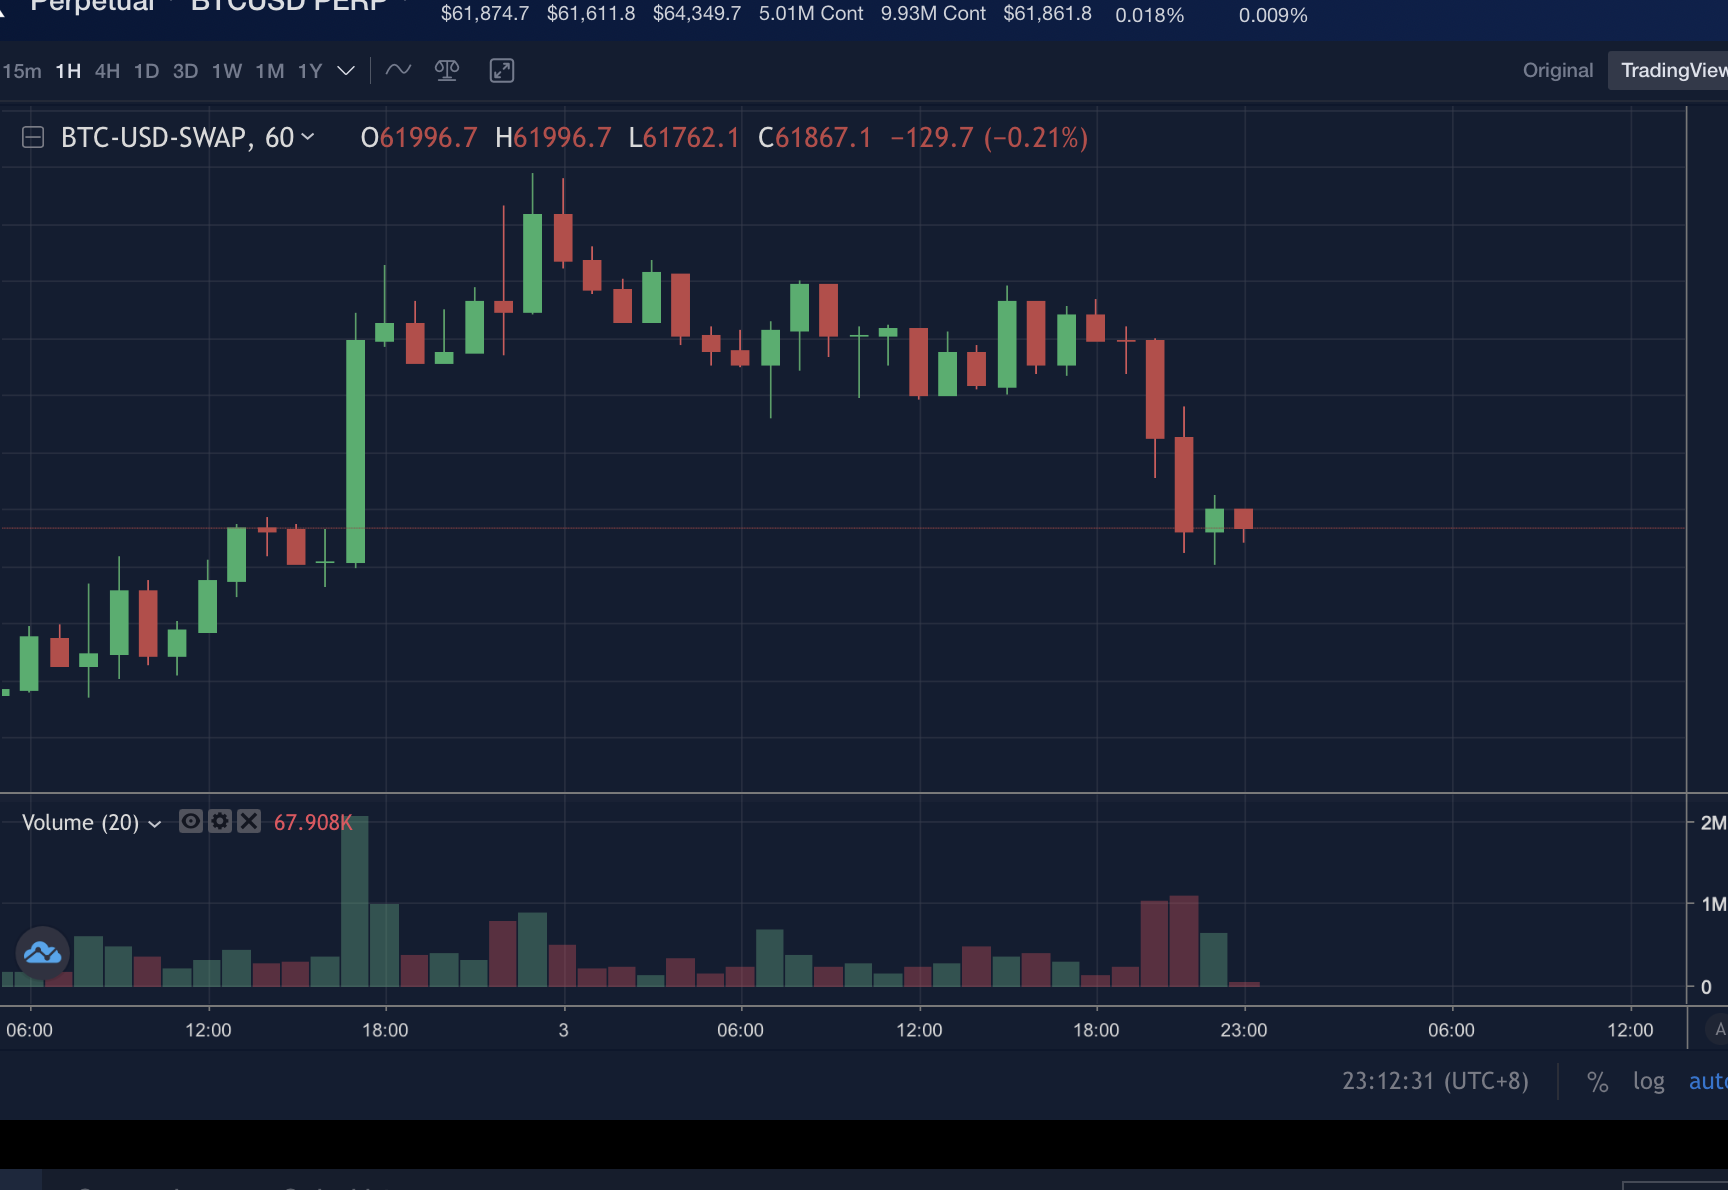 Perpetual BTCUSD PERP
$61,874.7 $61,611.8 $64,349.7 5.01M Cont 9.93M Cont $61,861.8 0.018% 0.009%
15m 1H 4H 1D 3D 1W 1M 1Y Original TradingView
BTC-USD-SWAP, 60 O61996.7 H61996.7 L61762.1 C61867.1 −129.7 (−0.21%)
Volume (20) 67.908K
2M
1M
0
06:00 12:00 18:00 3 06:00 12:00 18:00 23:00 06:00 12:00 A
23:12:31 (UTC+8) % log auto